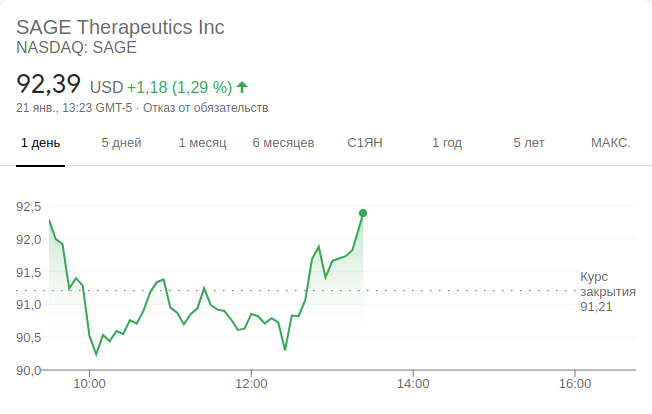 SAGE Therapeutics Inc
NASDAQ: SAGE
92,39 USD +1,18 (1,29 %)
21 янв., 13:23 GMT-5 · Отказ от обязательств
1 день 5 дней 1 месяц 6 месяцев С1ЯН 1 год 5 лет МАКС.
92,5
92,0
91,5
91,0
90,5
90,0
Курс
закрытия
91,21
10:00 12:00 14:00 16:00